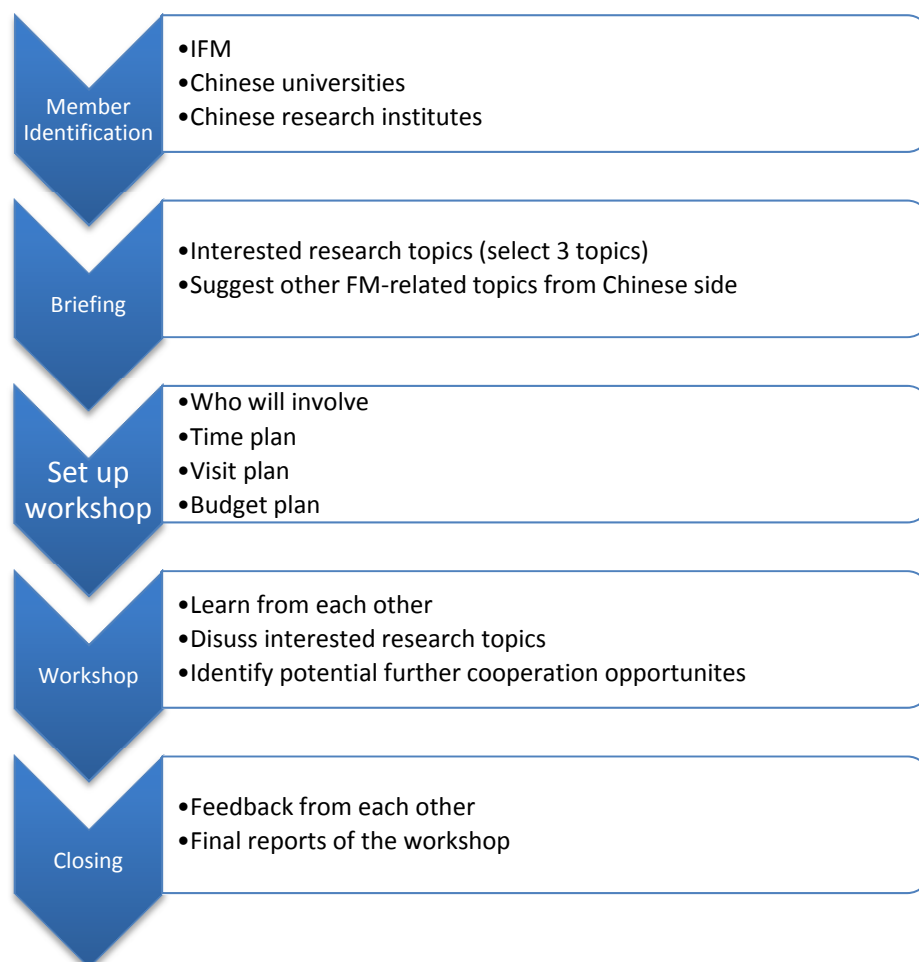 Member
Identification
•IFM
•Chinese universities
•Chinese research institutes
Briefing
•Interested research topics (select 3 topics)
•Suggest other FM-related topics from Chinese side
Set up
workshop
•Who will involve
•Time plan
•Visit plan
•Budget plan
Workshop
•Learn from each other
•Disuss interested research topics
•Identify potential further cooperation opportunites
Closing
•Feedback from each other
•Final reports of the workshop